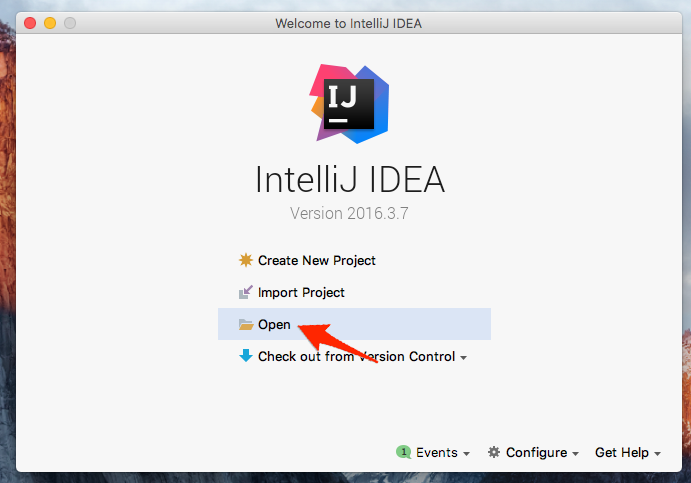 Welcome to IntelliJ IDEA
IJ
IntelliJ IDEA
Version 2016.3.7
Create New Project
Import Project
Open
Check out from Version Control
1 Events Configure Get Help